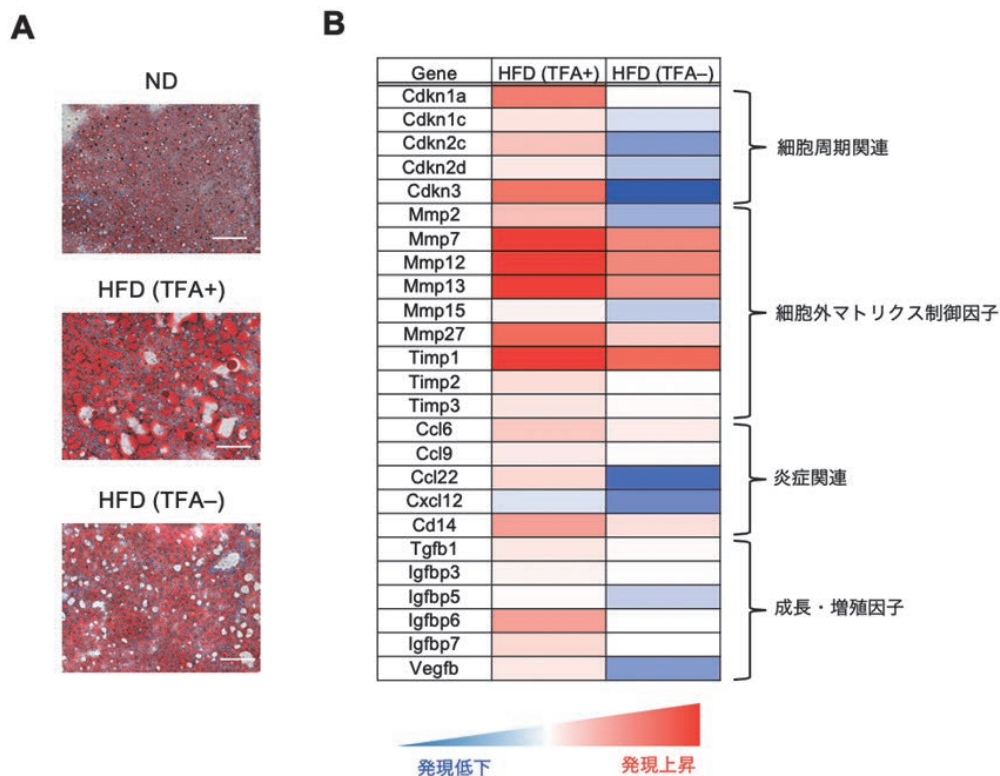 A
ND
HFD (TFA+)
HFD (TFA–)
B
Gene HFD (TFA+) HFD (TFA–)
Cdkn1a
Cdkn1c
Cdkn2c
Cdkn2d
Cdkn3
細胞周期関連
Mmp2
Mmp7
Mmp12
Mmp13
Mmp15
Mmp27
Timp1
Timp2
Timp3
細胞外マトリクス制御因子
Ccl6
Ccl9
Ccl22
Cxcl12
Cd14
炎症関連
Tgfb1
Igfbp3
Igfbp5
Igfbp6
Igfbp7
Vegfb
成長・増殖因子
発現低下
発現上昇